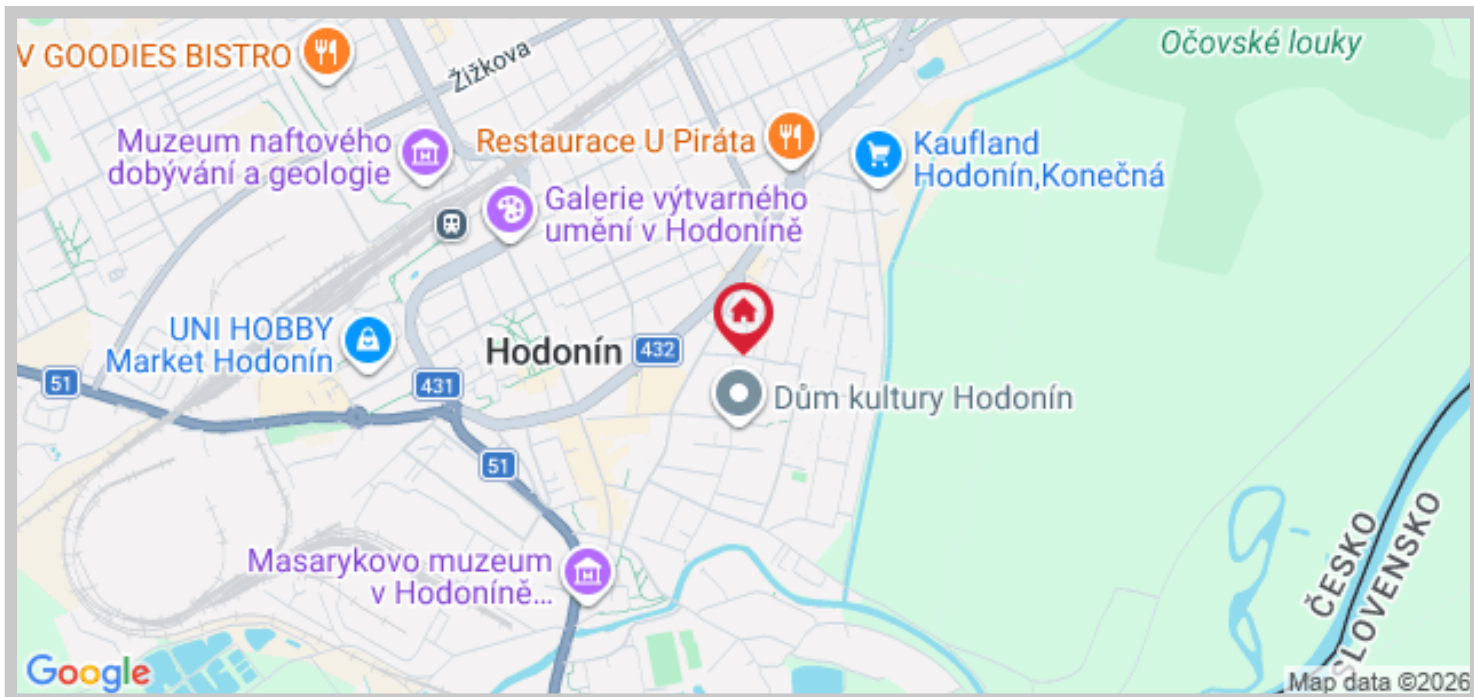 V GOODIES BISTRO
Žižkova
Očovské louky
Muzeum naftového
dobývání a geologie
Restaurace U Piráta
Kaufland
Hodonín,Konečná
Galerie výtvarného
umění v Hodoníně
UNI HOBBY
Market Hodonín
Hodonín
432
51
431
Dům kultury Hodonín
51
Masarykovo muzeum
v Hodoníně...
ČESKO
SLOVENSKO
Google
Map data ©2026